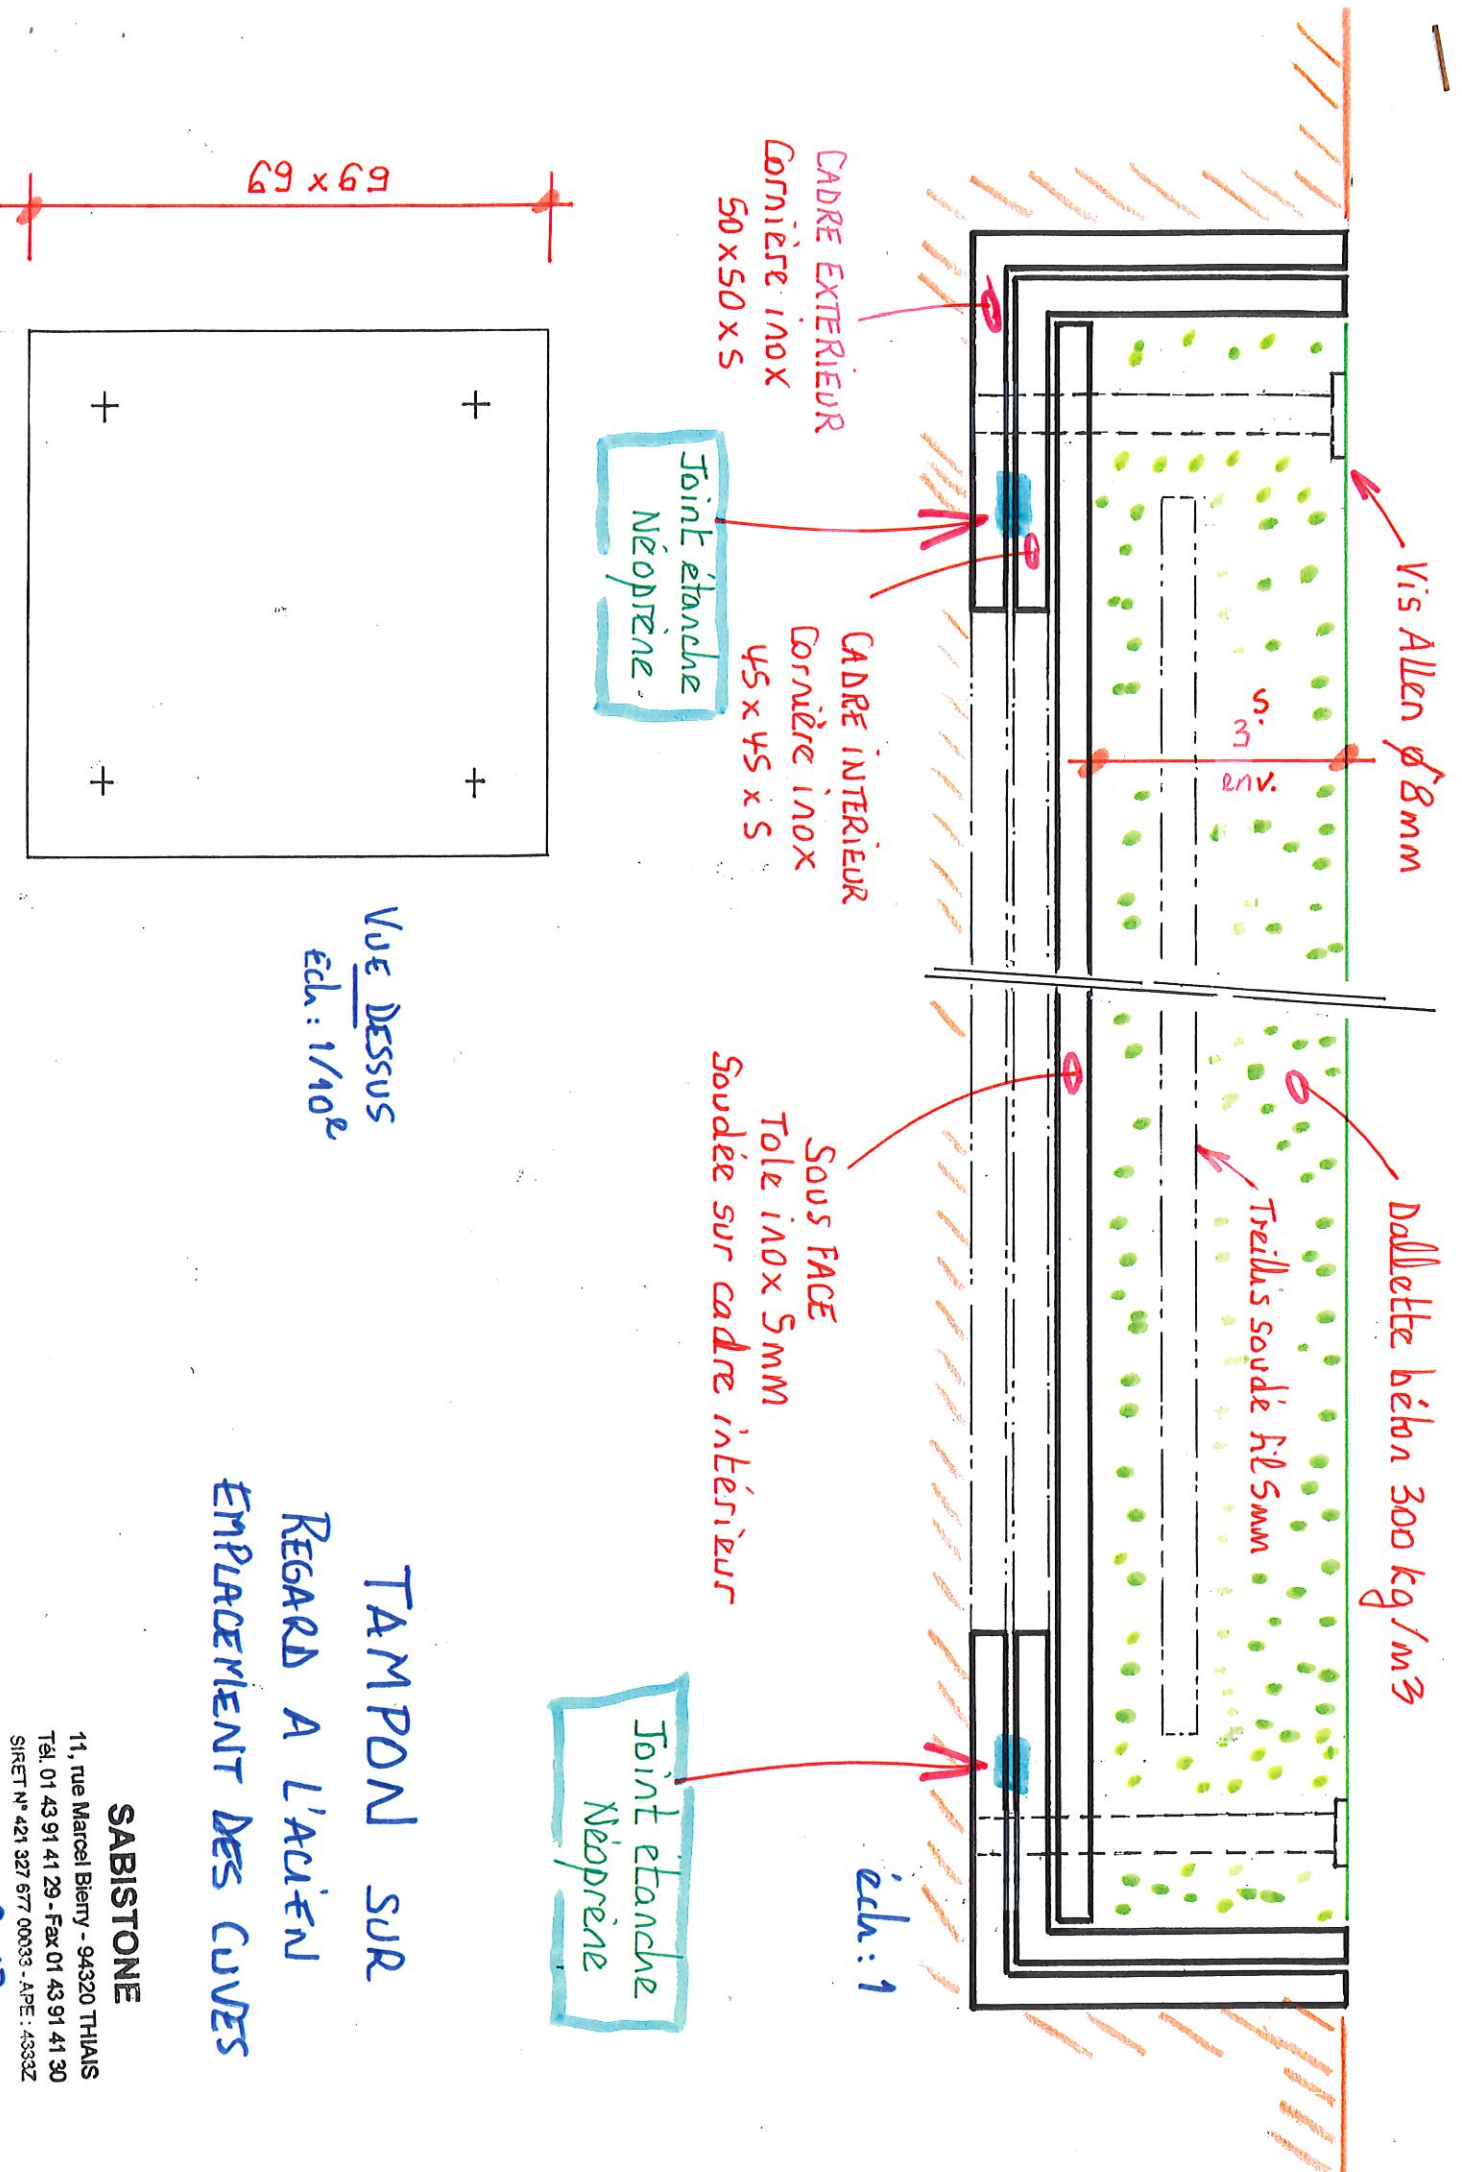 Vis Allen ø 8mm
Dallette béton 300 kg/m3
Treillis soudé fil 5mm
3.5
env.
CADRE EXTERIEUR
Cornière inox
50 x 50 x 5
CADRE INTERIEUR
Cornière inox
45 x 45 x 5
SOUS FACE
Tole inox 5mm
Soudée sur cadre intérieur
éch : 1
Joint étanche
Néoprène.
Joint étanche
Néoprène
69 x 69
VUE DESSUS
éch : 1/10e
TAMPON SUR
REGARD A L'ACIEN
EMPLACEMENT DES CUVES
SABISTONE
11, rue Marcel Bierry - 94320 THIAIS
Tél. 01 43 91 41 29 - Fax 01 43 91 41 30
SIRET N° 421 327 677 00033 - APE : 4333Z